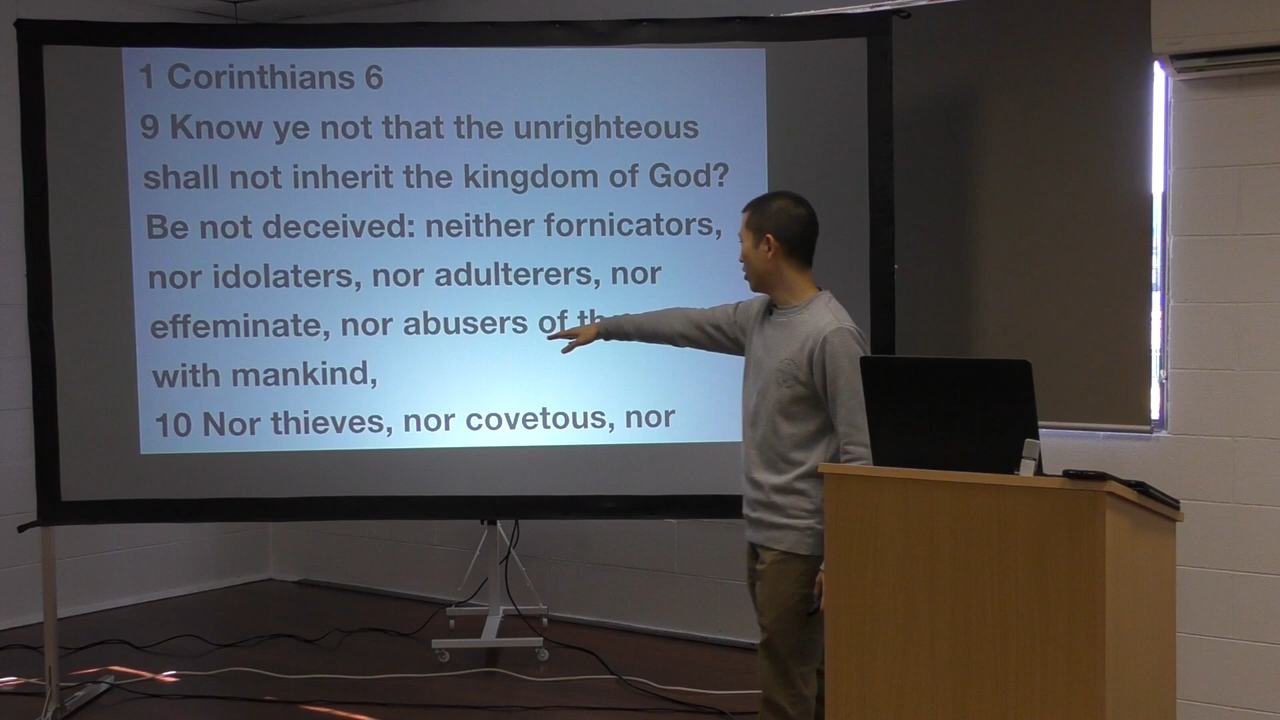 1 Corinthians 6
9 Know ye not that the unrighteous
shall not inherit the kingdom of God?
Be not deceived: neither fornicators,
nor idolaters, nor adulterers, nor
effeminate, nor abusers of
with mankind,
10 Nor thieves, nor covetous, nor